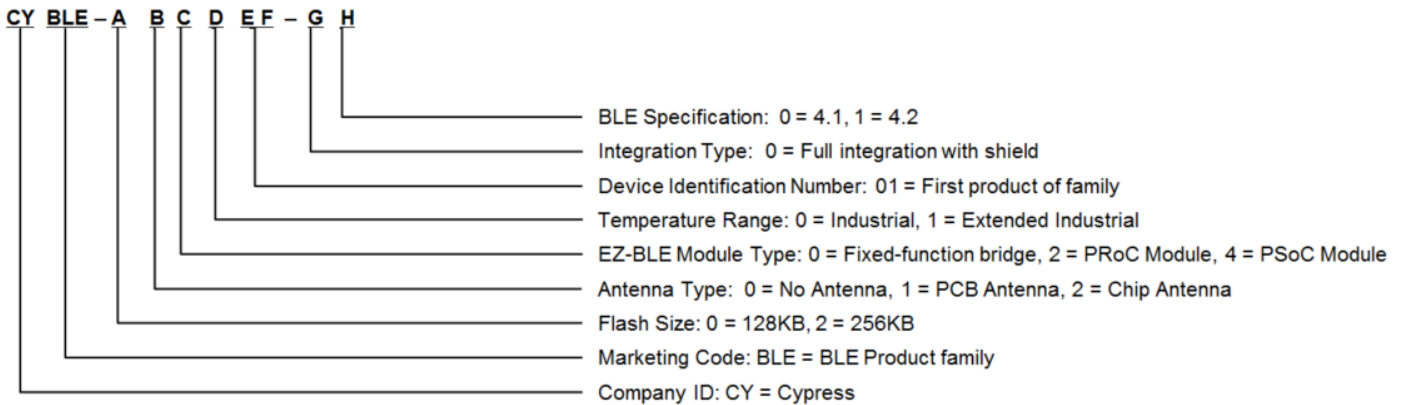 CY BLE – A B C D E F – G H
BLE Specification: 0 = 4.1, 1 = 4.2
Integration Type: 0 = Full integration with shield
Device Identification Number: 01 = First product of family
Temperature Range: 0 = Industrial, 1 = Extended Industrial
EZ-BLE Module Type: 0 = Fixed-function bridge, 2 = PRoC Module, 4 = PSoC Module
Antenna Type: 0 = No Antenna, 1 = PCB Antenna, 2 = Chip Antenna
Flash Size: 0 = 128KB, 2 = 256KB
Marketing Code: BLE = BLE Product family
Company ID: CY = Cypress